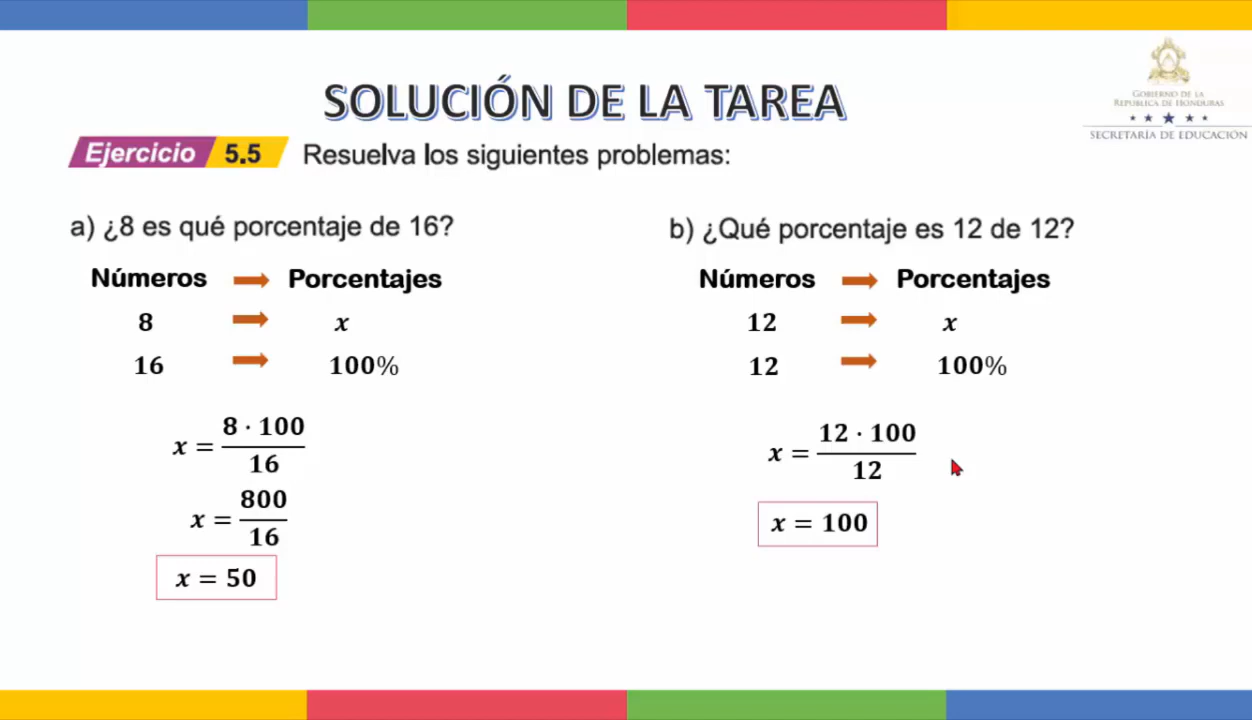 SOLUCIÓN DE LA TAREA
GOBIERNO DE LA
REPÚBLICA DE HONDURAS
SECRETARÍA DE EDUCACIÓN
Ejercicio 5.5 Resuelva los siguientes problemas:
a) ¿8 es qué porcentaje de 16?
Números ➡ Porcentajes
8 ➡ x
16 ➡ 100%
x = 8 · 100 / 16
x = 800 / 16
x = 50
b) ¿Qué porcentaje es 12 de 12?
Números ➡ Porcentajes
12 ➡ x
12 ➡ 100%
x = 12 · 100 / 12
x = 100